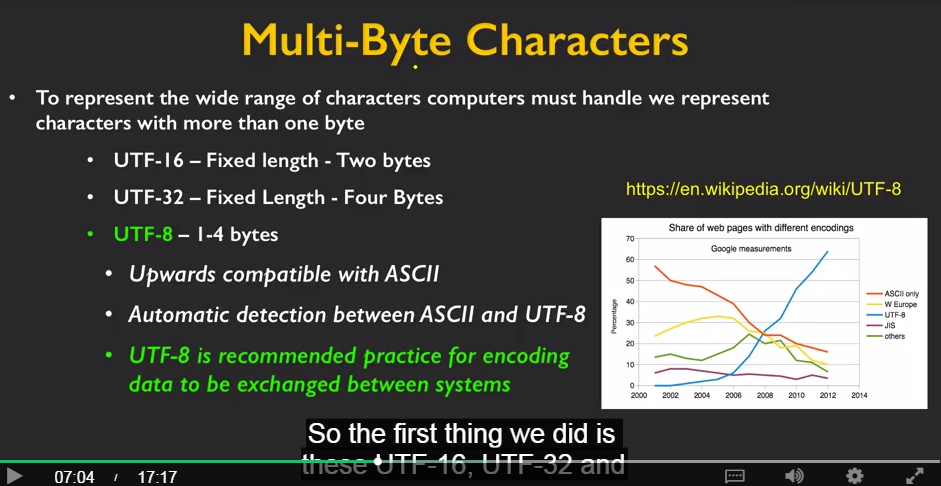 Multi-Byte Characters
• To represent the wide range of characters computers must handle we represent
characters with more than one byte
• UTF-16 – Fixed length - Two bytes
• UTF-32 – Fixed Length - Four Bytes
• UTF-8 – 1-4 bytes
• Upwards compatible with ASCII
• Automatic detection between ASCII and UTF-8
• UTF-8 is recommended practice for encoding
data to be exchanged between systems
https://en.wikipedia.org/wiki/UTF-8
Share of web pages with different encodings
Google measurements
Percentage
70
60
50
40
30
20
10
0
2000 2002 2004 2006 2008 2010 2012 2014
ASCII only
W Europe
UTF-8
JIS
others
So the first thing we did is
these UTF-16, UTF-32 and
07:04 / 17:17